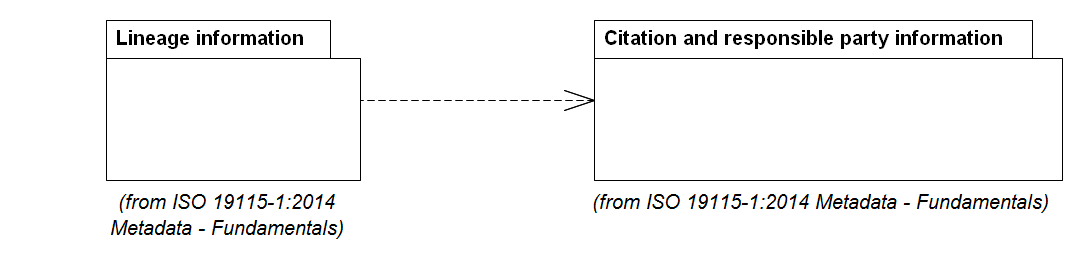 Lineage information
Citation and responsible party information
(from ISO 19115-1:2014
Metadata - Fundamentals)
(from ISO 19115-1:2014 Metadata - Fundamentals)